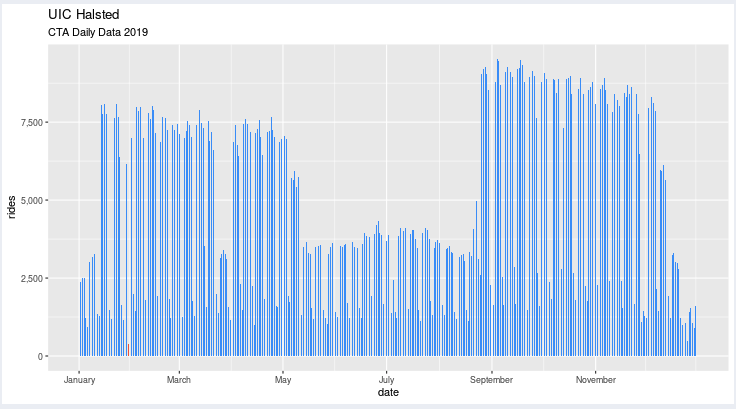 UIC Halsted
CTA Daily Data 2019
rides
7,500
5,000
2,500
0
January March May July September November
date